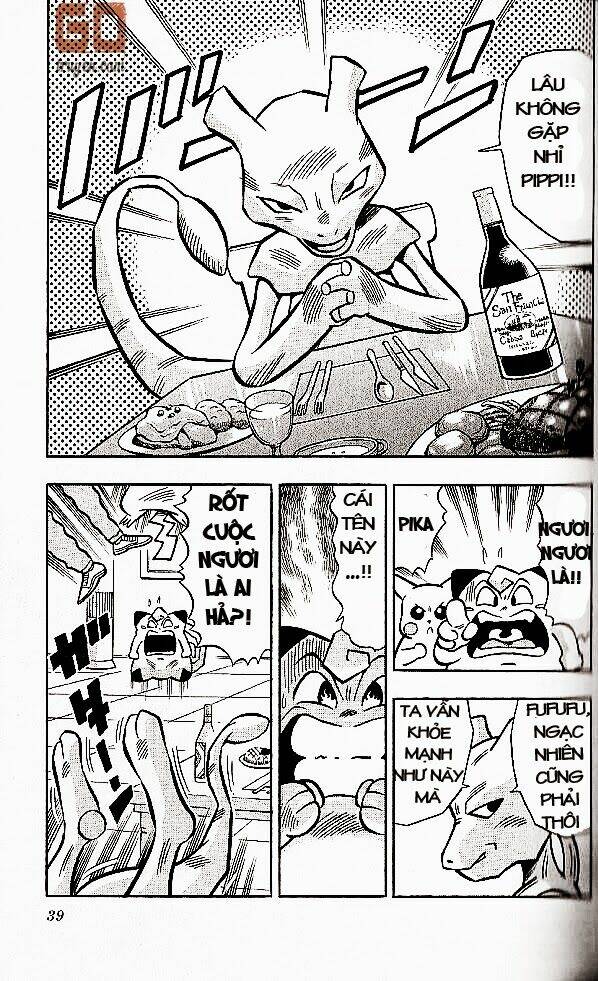 LÂU
KHÔNG
GẶP
NHỈ
PIPPI!!
The
NGƯƠI
NGƯƠI
LÀ!!
PIKA
FUFUFU,
NGẠC
NHIÊN
CŨNG
PHẢI
THÔI
TA VẪN
KHỎE
MẠNH
NHƯ NÀY
MÀ
CÁI
TÊN
NÀY
...!!
RỐT
CUỘC
NGƯƠI
LÀ AI
HẢ?!
39